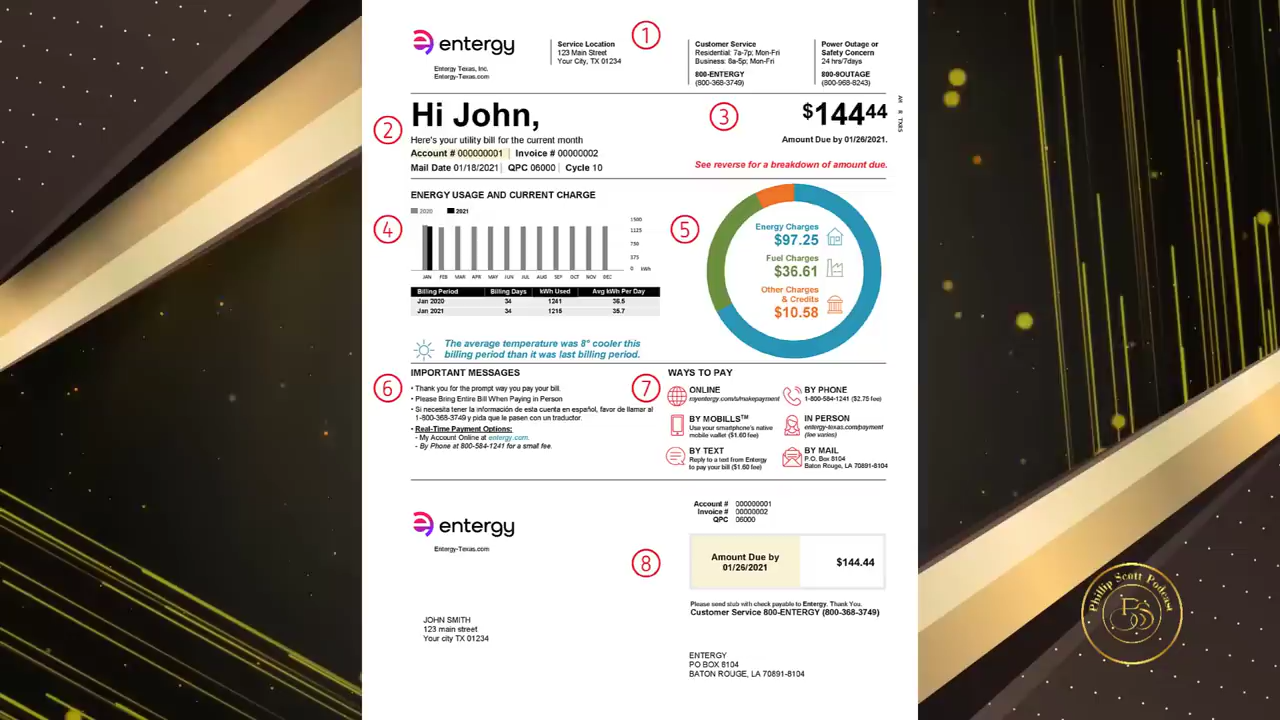 1
entergy
Entergy Texas, Inc.
Entergy-Texas.com
Service Location
123 Main Street
Your City, TX 01234
Customer Service
Residential: 7a-7p; Mon-Fri
Business: 8a-5p; Mon-Fri
800-ENTERGY
(800-368-3749)
Power Outage or
Safety Concern
24 hrs/7days
800-9OUTAGE
(800-968-8243)
2
Hi John,
Here's your utility bill for the current month
Account # 000000001 | Invoice # 00000002
Mail Date 01/18/2021 | QPC 06000 | Cycle 10
3
$144 44
Amount Due by 01/26/2021.
See reverse for a breakdown of amount due.
4
ENERGY USAGE AND CURRENT CHARGE
2020 2021
1500
1125
750
375
0 kWh
JAN FEB MAR APR MAY JUN JUL AUG SEP OCT NOV DEC
Billing Period Billing Days kWh Used Avg kWh Per Day
Jan 2020 34 1241 36.5
Jan 2021 34 1215 35.7
The average temperature was 8° cooler this
billing period than it was last billing period.
5
Energy Charges
$97.25
Fuel Charges
$36.61
Other Charges
& Credits
$10.58
6
IMPORTANT MESSAGES
• Thank you for the prompt way you pay your bill.
• Please Bring Entire Bill When Paying in Person
• Si necesita tener la información de esta cuenta en español, favor de llamar al
1-800-368-3749 y pida que le pasen con un traductor.
• Real-Time Payment Options:
- My Account Online at entergy.com.
- By Phone at 800-584-1241 for a small fee.
7
WAYS TO PAY
ONLINE
myentergy.com/s/makepayment
BY PHONE
1-800-584-1241 ($2.75 fee)
BY MOBILLS™
Use your smartphone's native
mobile wallet ($1.60 fee)
IN PERSON
entergy-texas.com/payment
(fee varies)
BY TEXT
Reply to a text from Entergy
to pay your bill ($1.60 fee)
BY MAIL
P.O. Box 8104
Baton Rouge, LA 70891-8104
entergy
Entergy-Texas.com
Account # 000000001
Invoice # 00000002
QPC 06000
8
Amount Due by
01/26/2021
$144.44
Please send stub with check payable to Entergy. Thank You.
Customer Service 800-ENTERGY (800-368-3749)
JOHN SMITH
123 main street
Your city TX 01234
ENTERGY
PO BOX 8104
BATON ROUGE, LA 70891-8104
Phillip Scott Podcast
PSS